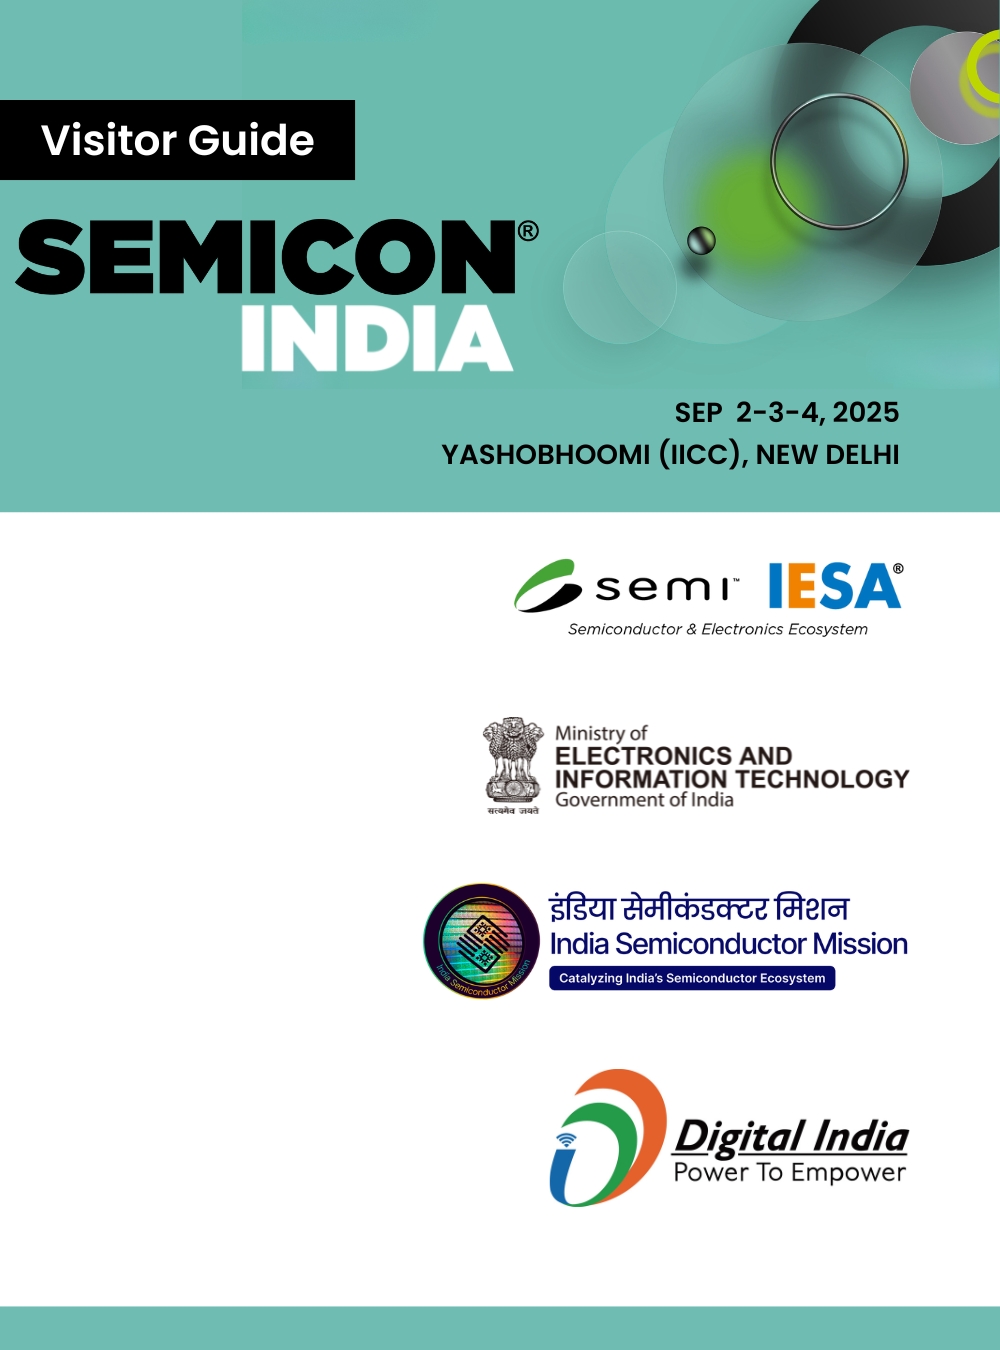 Visitor Guide
SEMICON®
INDIA
SEP 2-3-4, 2025
YASHOBHOOMI (IICC), NEW DELHI
semi™ IESA®
Semiconductor & Electronics Ecosystem
Ministry of
ELECTRONICS AND
INFORMATION TECHNOLOGY
Government of India
सत्यमेव जयते
इंडिया सेमीकंडक्टर मिशन
India Semiconductor Mission
Catalyzing India's Semiconductor Ecosystem
India Semiconductor Mission
Digital India
Power To Empower